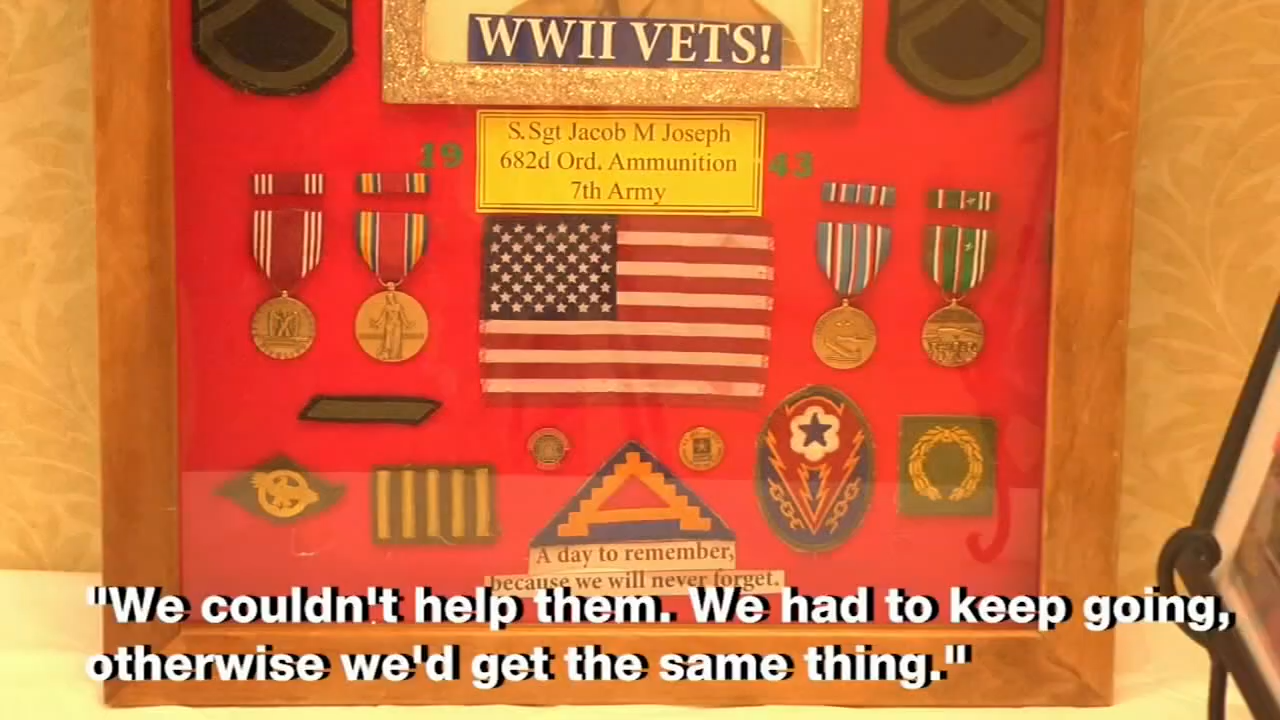 WWII VETS!
S.Sgt Jacob M Joseph
682d Ord. Ammunition
7th Army
19
43
A day to remember,
because we will never forget.
"We couldn't help them. We had to keep going,
otherwise we'd get the same thing."